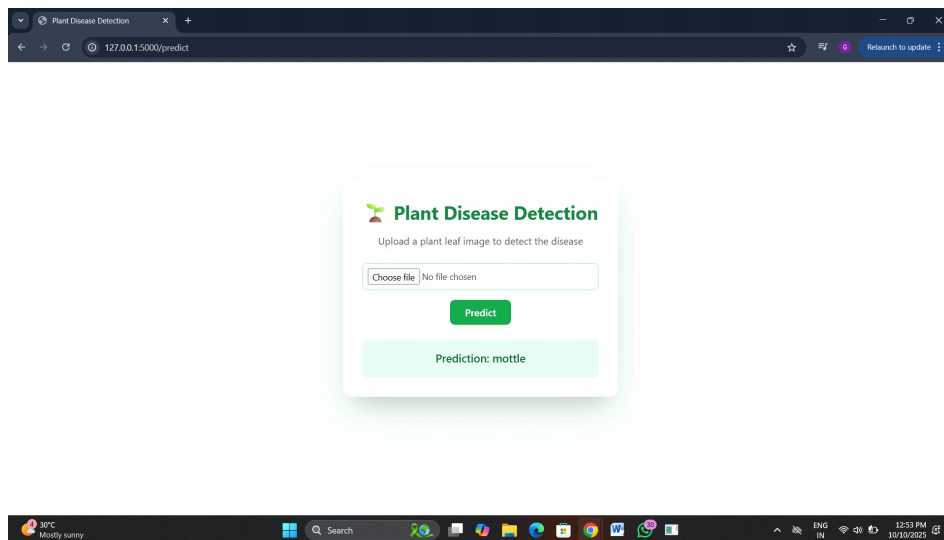 Plant Disease Detection
127.0.0.1:5000/predict
G
Relaunch to update
Plant Disease Detection
Upload a plant leaf image to detect the disease
Choose file No file chosen
Predict
Prediction: mottle
4
30°C
Mostly sunny
Search
W
30
ENG
IN
12:53 PM
10/10/2025